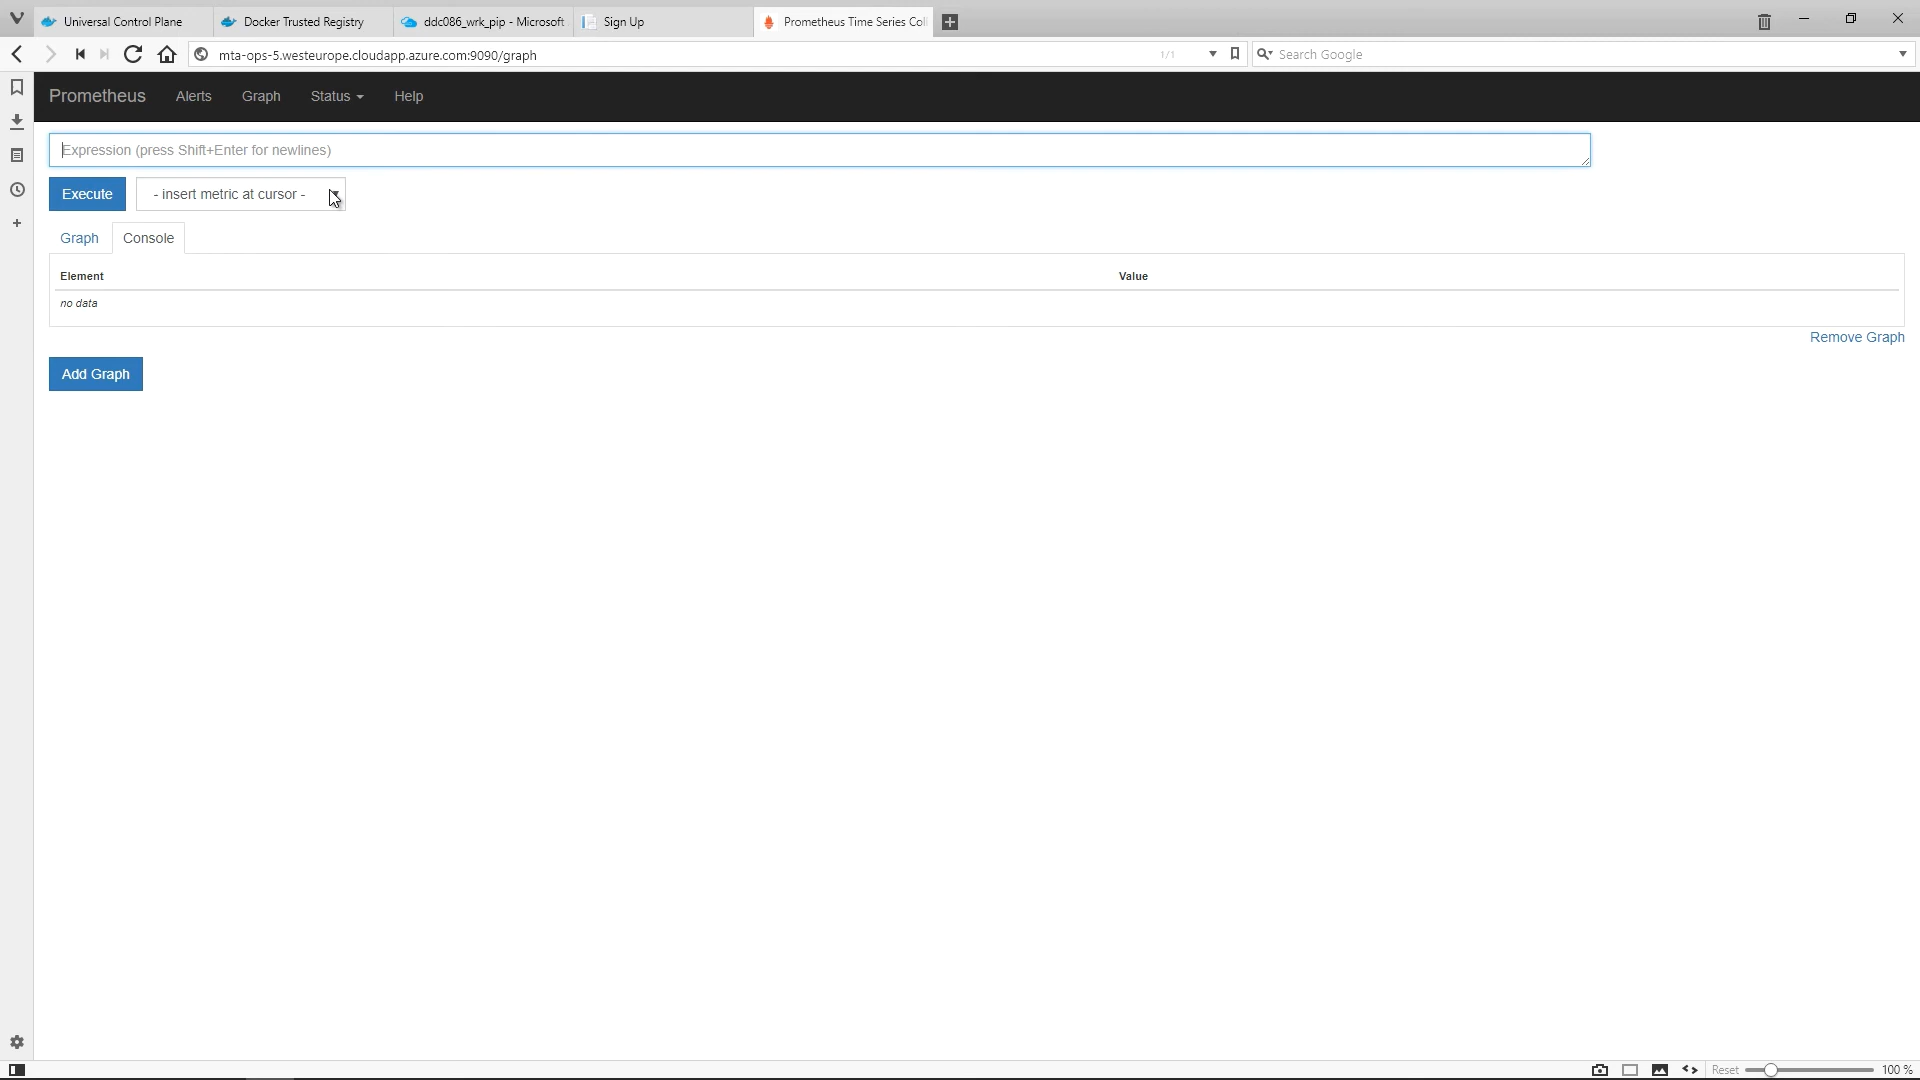 Universal Control Plane
Docker Trusted Registry
ddc086_wrk_pip - Microsoft
Sign Up
Prometheus Time Series Coll
mta-ops-5.westeurope.cloudapp.azure.com:9090/graph
1/1
Search Google
Prometheus
Alerts
Graph
Status
Help
Expression (press Shift+Enter for newlines)
Execute
- insert metric at cursor -
Graph
Console
Element
Value
no data
Remove Graph
Add Graph
Reset
100 %